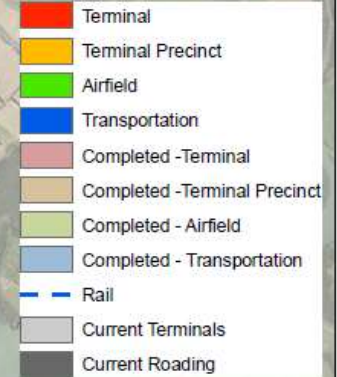 Terminal
Terminal Precinct
Airfield
Transportation
Completed -Terminal
Completed -Terminal Precinct
Completed - Airfield
Completed - Transportation
Rail
Current Terminals
Current Roading